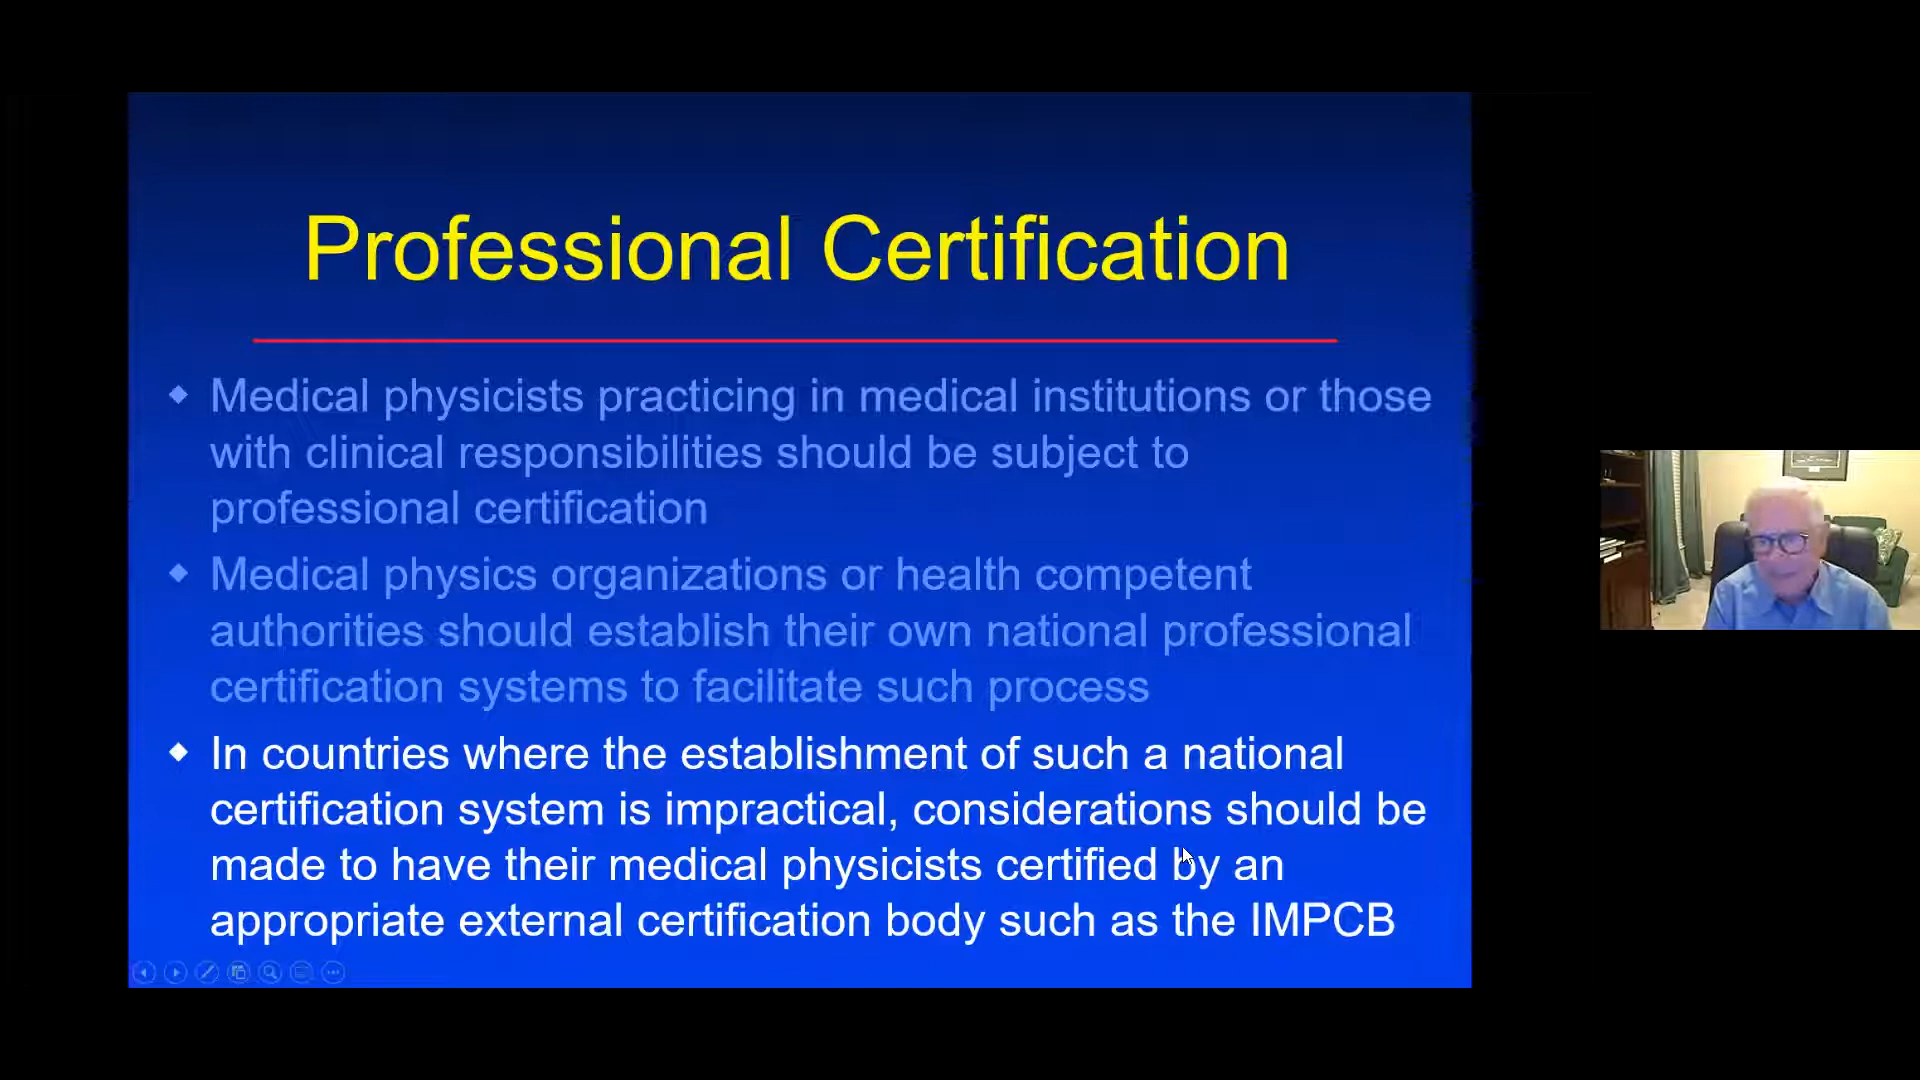 Professional Certification
Medical physicists practicing in medical institutions or those
with clinical responsibilities should be subject to
professional certification
Medical physics organizations or health competent
authorities should establish their own national professional
certification systems to facilitate such process
In countries where the establishment of such a national
certification system is impractical, considerations should be
made to have their medical physicists certified by an
appropriate external certification body such as the IMPCB